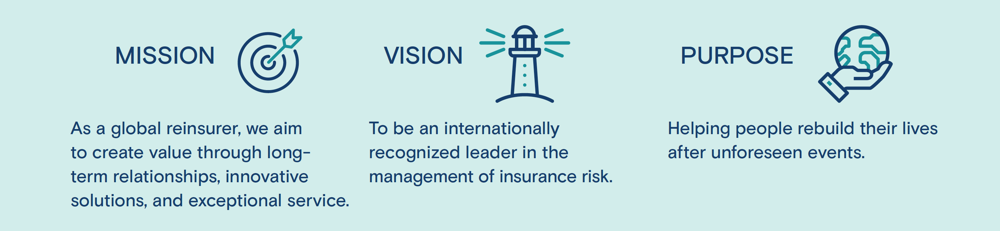 MISSION
As a global reinsurer, we aim
to create value through long-
term relationships, innovative
solutions, and exceptional service.
VISION
To be an internationally
recognized leader in the
management of insurance risk.
PURPOSE
Helping people rebuild their lives
after unforeseen events.